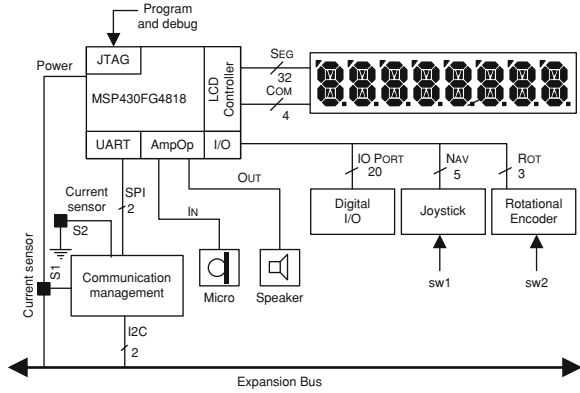 Program
and debug
JTAG
Power
MSP430FG4818
LCD
Controller
SEG
32
COM
4
UART
AmpOp
I/O
IO PORT
20
NAV
5
ROT
3
Digital
I/O
Joystick
Rotational
Encoder
sw1
sw2
OUT
IN
SPI
2
Current
sensor
S2
Current sensor
S1
Communication
management
Micro
Speaker
I2C
2
Expansion Bus